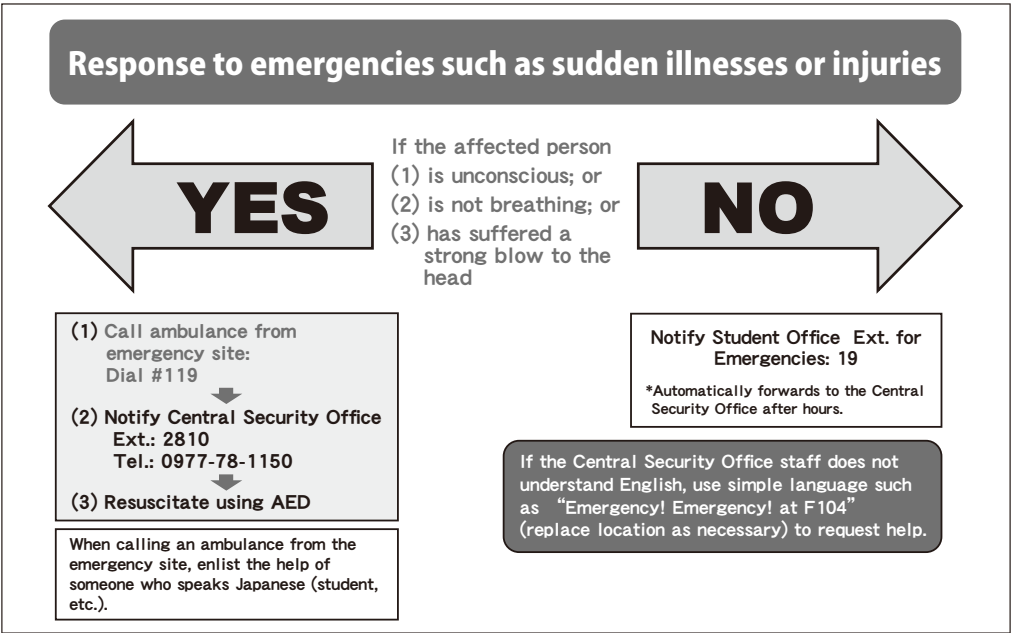 Response to emergencies such as sudden illnesses or injuries
YES
If the affected person
(1) is unconscious; or
(2) is not breathing; or
(3) has suffered a
strong blow to the
head
NO
(1) Call ambulance from
emergency site:
Dial #119
(2) Notify Central Security Office
Ext.: 2810
Tel.: 0977-78-1150
(3) Resuscitate using AED
When calling an ambulance from the
emergency site, enlist the help of
someone who speaks Japanese (student,
etc.).
Notify Student Office Ext. for
Emergencies: 19
*Automatically forwards to the Central
Security Office after hours.
If the Central Security Office staff does not
understand English, use simple language such
as “Emergency! Emergency! at F104”
(replace location as necessary) to request help.